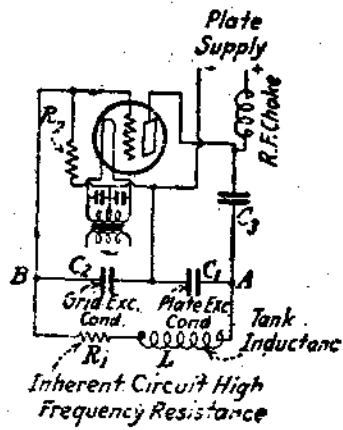 Plate
Supply
- +
R.F. Choke
R2
C3
B
C2
C1
A
Grid Exc.
Cond.
Plate Exc.
Cond
Tank
Inductanc
R1
L
Inherent Circuit High
Frequency Resistance